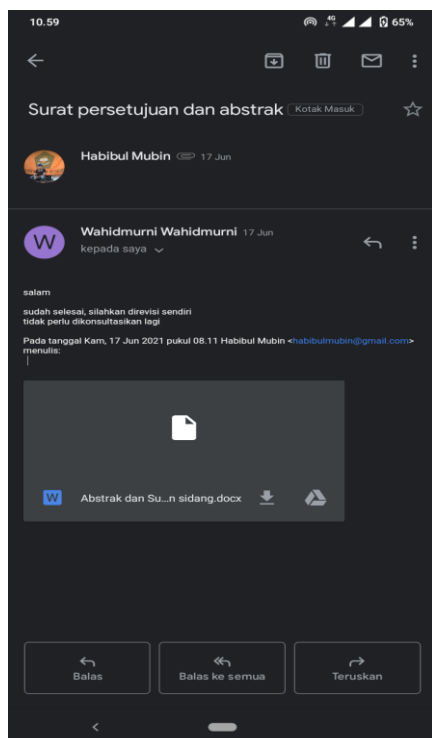 10.59 4G 65%
Surat persetujuan dan abstrak Kotak Masuk
Habibul Mubin 17 Jun
W Wahidmurni Wahidmurni 17 Jun
kepada saya
salam
sudah selesai, silahkan direvisi sendiri
tidak perlu dikonsultasikan lagi
Pada tanggal Kam, 17 Jun 2021 pukul 08.11 Habibul Mubin <habibulmubin@gmail.com>
menulis:
W Abstrak dan Su...n sidang.docx
Balas Balas ke semua Teruskan